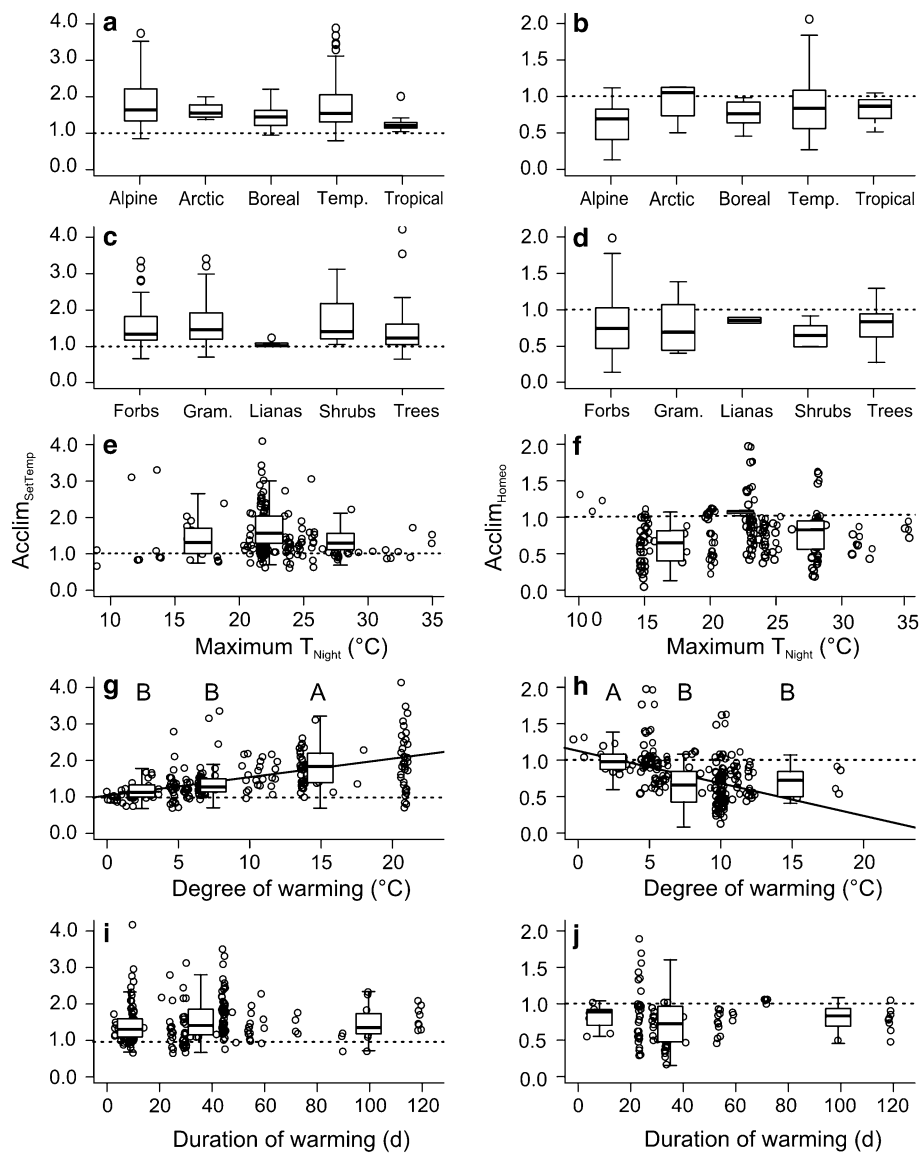 a
4.0
3.0
2.0
1.0
0.0
Alpine Arctic Boreal Temp. Tropical
b
2.0
1.5
1.0
0.5
0.0
Alpine Arctic Boreal Temp. Tropical
c
4.0
3.0
2.0
1.0
0.0
Forbs Gram. Lianas Shrubs Trees
d
2.0
1.5
1.0
0.5
0.0
Forbs Gram. Lianas Shrubs Trees
Acclim SetTemp
e
4.0
3.0
2.0
1.0
0.0
10 15 20 25 30 35
Maximum T Night (°C)
Acclim Homeo
f
2.0
1.5
1.0
0.5
0.0
10 0 15 20 25 30 35
Maximum T Night (°C)
g
B B A
4.0
3.0
2.0
1.0
0.0
0 5 10 15 20
Degree of warming (°C)
h
A B B
2.0
1.5
1.0
0.5
0.0
0 5 10 15 20
Degree of warming (°C)
i
4.0
3.0
2.0
1.0
0.0
0 20 40 60 80 100 120
Duration of warming (d)
j
2.0
1.5
1.0
0.5
0.0
0 20 40 60 80 100 120
Duration of warming (d)